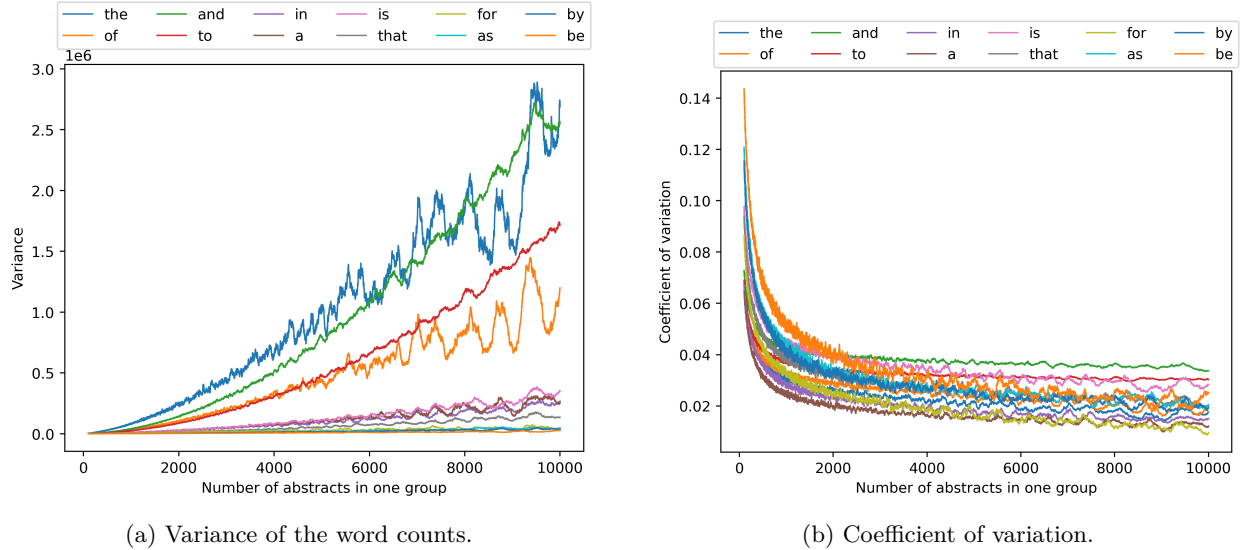 the and in is for by
of to a that as be
1e6
3.0
2.5
2.0
1.5
1.0
0.5
0.0
Variance
0 2000 4000 6000 8000 10000
Number of abstracts in one group
(a) Variance of the word counts.
the and in is for by
of to a that as be
0.14
0.12
0.10
0.08
0.06
0.04
0.02
Coefficient of variation
0 2000 4000 6000 8000 10000
Number of abstracts in one group
(b) Coefficient of variation.